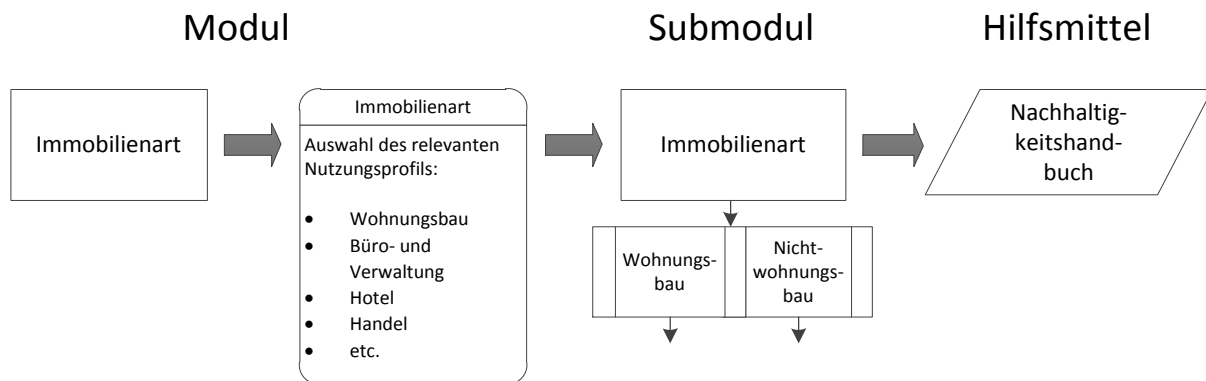 Modul
Submodul
Hilfsmittel
Immobilienart
Immobilienart
Auswahl des relevanten
Nutzungsprofils:
• Wohnungsbau
• Büro- und
Verwaltung
• Hotel
• Handel
• etc.
Immobilienart
Wohnungs-
bau
Nicht-
wohnungs-
bau
Nachhaltig-
keitshand-
buch